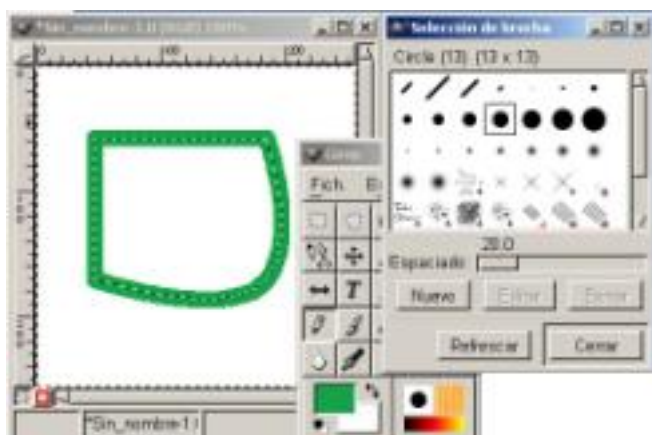 Selección de brocha
Circle (13) (13 x 13)
100
200
Fich.
20.0
Espaciado:
Nuevo
Editar
Borrar
Refrescar
Cerrar
*Sin_nombre-1